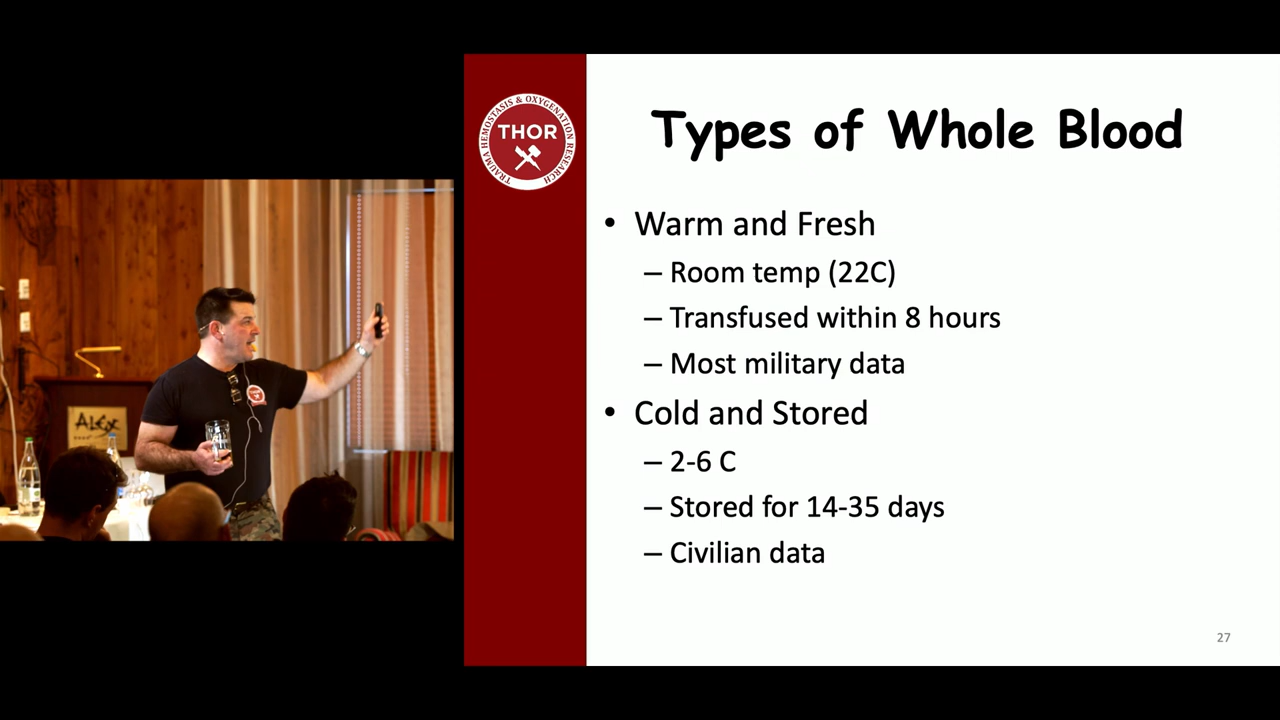 TRAUMA HEMOSTASIS & OXYGENATION RESEARCH
THOR
Types of Whole Blood
• Warm and Fresh
– Room temp (22C)
– Transfused within 8 hours
– Most military data
• Cold and Stored
– 2-6 C
– Stored for 14-35 days
– Civilian data
27
ALEX